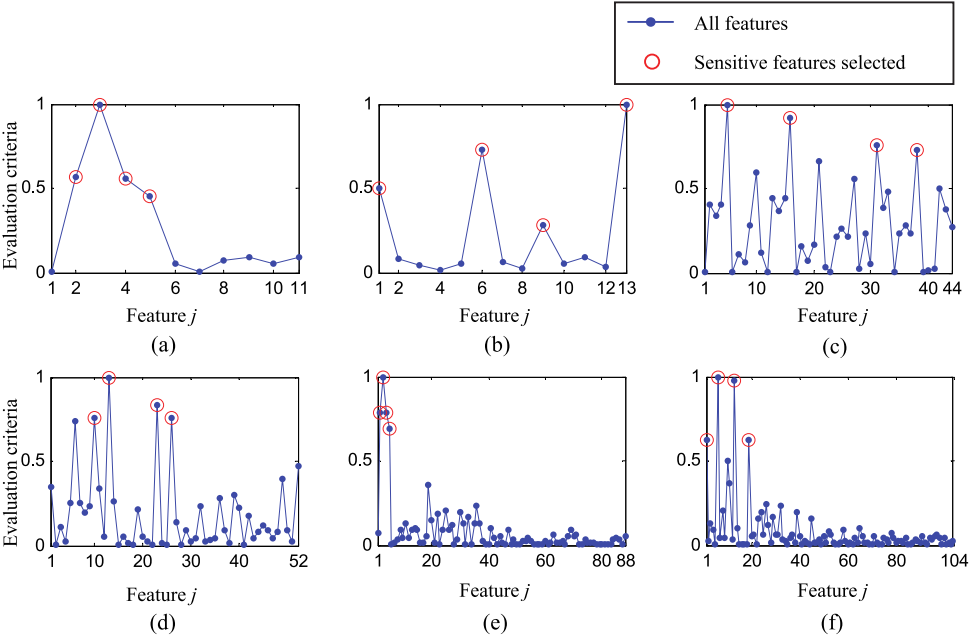 All features
Sensitive features selected
Evaluation criteria
1
0.5
0
1 2 4 6 8 10 11
Feature j
(a)
1
0.5
0
1 2 4 6 8 10 12 13
Feature j
(b)
1
0.5
0
1 10 20 30 40 44
Feature j
(c)
Evaluation criteria
1
0.5
0
1 10 20 30 40 52
Feature j
(d)
1
0.5
0
1 20 40 60 80 88
Feature j
(e)
1
0.5
0
1 20 40 60 80 104
Feature j
(f)